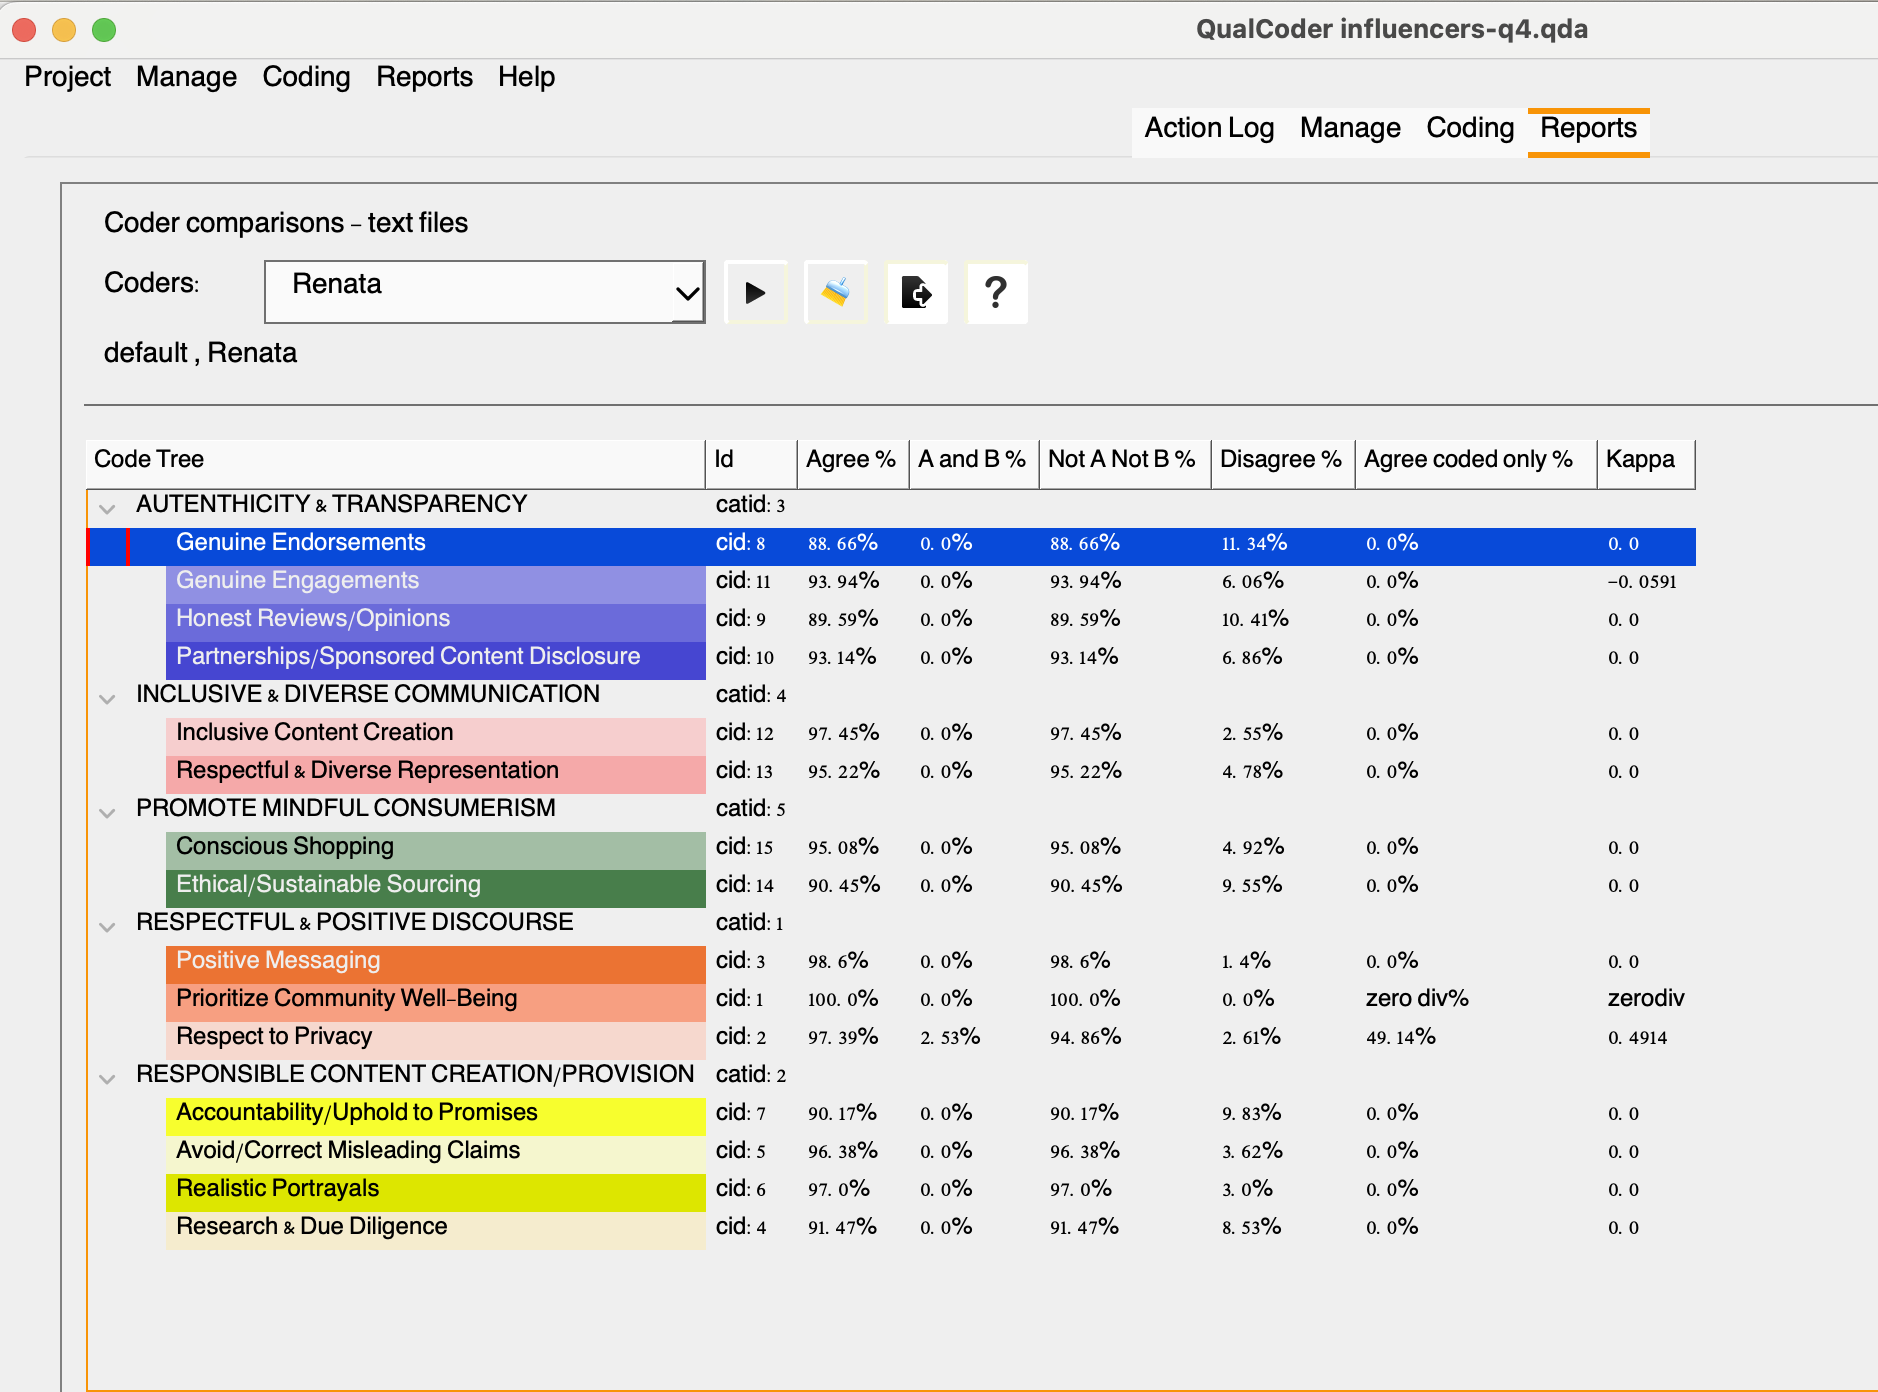 QualCoder influencers-q4.qda
Project Manage Coding Reports Help
Action Log Manage Coding Reports
Coder comparisons – text files
Coders: Renata ?
default , Renata
Code Tree Id Agree % A and B % Not A Not B % Disagree % Agree coded only % Kappa
AUTENTHICITY & TRANSPARENCY catid: 3
Genuine Endorsements cid: 8 88. 66% 0. 0% 88. 66% 11. 34% 0. 0% 0. 0
Genuine Engagements cid: 11 93. 94% 0. 0% 93. 94% 6. 06% 0. 0% −0. 0591
Honest Reviews/Opinions cid: 9 89. 59% 0. 0% 89. 59% 10. 41% 0. 0% 0. 0
Partnerships/Sponsored Content Disclosure cid: 10 93. 14% 0. 0% 93. 14% 6. 86% 0. 0% 0. 0
INCLUSIVE & DIVERSE COMMUNICATION catid: 4
Inclusive Content Creation cid: 12 97. 45% 0. 0% 97. 45% 2. 55% 0. 0% 0. 0
Respectful & Diverse Representation cid: 13 95. 22% 0. 0% 95. 22% 4. 78% 0. 0% 0. 0
PROMOTE MINDFUL CONSUMERISM catid: 5
Conscious Shopping cid: 15 95. 08% 0. 0% 95. 08% 4. 92% 0. 0% 0. 0
Ethical/Sustainable Sourcing cid: 14 90. 45% 0. 0% 90. 45% 9. 55% 0. 0% 0. 0
RESPECTFUL & POSITIVE DISCOURSE catid: 1
Positive Messaging cid: 3 98. 6% 0. 0% 98. 6% 1. 4% 0. 0% 0. 0
Prioritize Community Well–Being cid: 1 100. 0% 0. 0% 100. 0% 0. 0% zero div% zerodiv
Respect to Privacy cid: 2 97. 39% 2. 53% 94. 86% 2. 61% 49. 14% 0. 4914
RESPONSIBLE CONTENT CREATION/PROVISION catid: 2
Accountability/Uphold to Promises cid: 7 90. 17% 0. 0% 90. 17% 9. 83% 0. 0% 0. 0
Avoid/Correct Misleading Claims cid: 5 96. 38% 0. 0% 96. 38% 3. 62% 0. 0% 0. 0
Realistic Portrayals cid: 6 97. 0% 0. 0% 97. 0% 3. 0% 0. 0% 0. 0
Research & Due Diligence cid: 4 91. 47% 0. 0% 91. 47% 8. 53% 0. 0% 0. 0